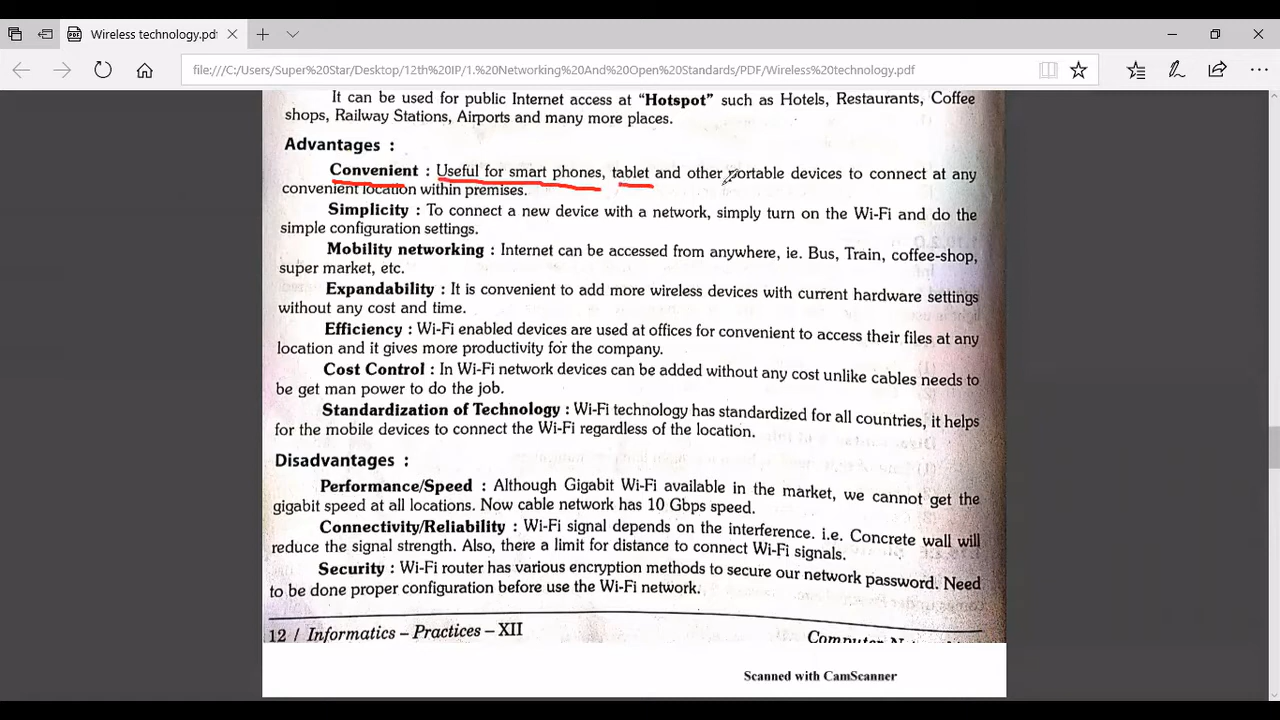 Wireless technology.pdf
file:///C:/Users/Super%20Star/Desktop/12th%20IP/1.%20Networking%20And%20Open%20Standards/PDF/Wireless%20technology.pdf
It can be used for public Internet access at “Hotspot” such as Hotels, Restaurants, Coffee
shops, Railway Stations, Airports and many more places.
Advantages :
Convenient : Useful for smart phones, tablet and other portable devices to connect at any
convenient location within premises.
Simplicity : To connect a new device with a network, simply turn on the Wi-Fi and do the
simple configuration settings.
Mobility networking : Internet can be accessed from anywhere, ie. Bus, Train, coffee-shop,
super market, etc.
Expandability : It is convenient to add more wireless devices with current hardware settings
without any cost and time.
Efficiency : Wi-Fi enabled devices are used at offices for convenient to access their files at any
location and it gives more productivity for the company.
Cost Control : In Wi-Fi network devices can be added without any cost unlike cables needs to
be get man power to do the job.
Standardization of Technology : Wi-Fi technology has standardized for all countries, it helps
for the mobile devices to connect the Wi-Fi regardless of the location.
Disadvantages :
Performance/Speed : Although Gigabit Wi-Fi available in the market, we cannot get the
gigabit speed at all locations. Now cable network has 10 Gbps speed.
Connectivity/Reliability : Wi-Fi signal depends on the interference. i.e. Concrete wall will
reduce the signal strength. Also, there a limit for distance to connect Wi-Fi signals.
Security : Wi-Fi router has various encryption methods to secure our network password. Need
to be done proper configuration before use the Wi-Fi network.
12 / Informatics – Practices – XII
Computer
Scanned with CamScanner